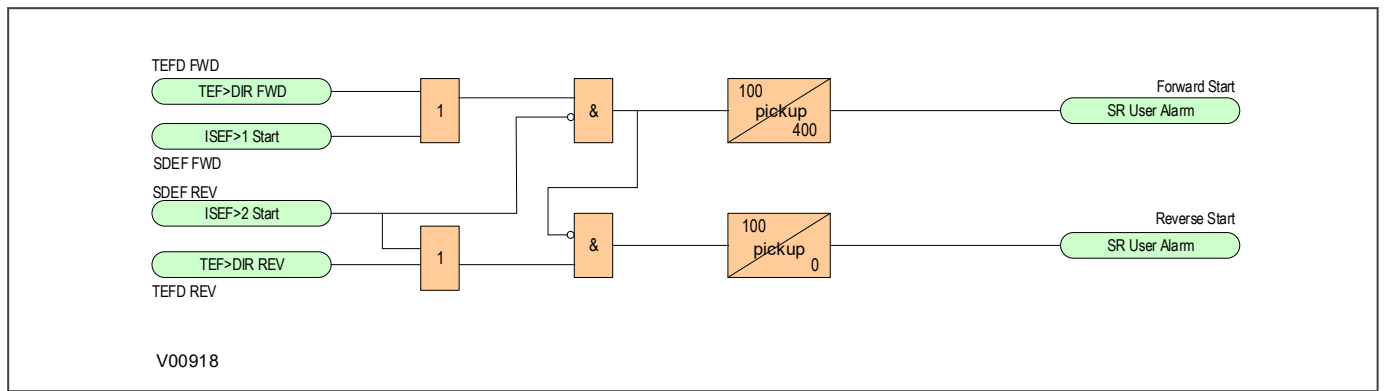 TEFD FWD
TEF>DIR FWD
ISEF>1 Start
SDEF FWD
SDEF REV
ISEF>2 Start
TEF>DIR REV
TEFD REV
1
1
&
&
100
pickup
400
100
pickup
0
Forward Start
SR User Alarm
Reverse Start
SR User Alarm
V00918